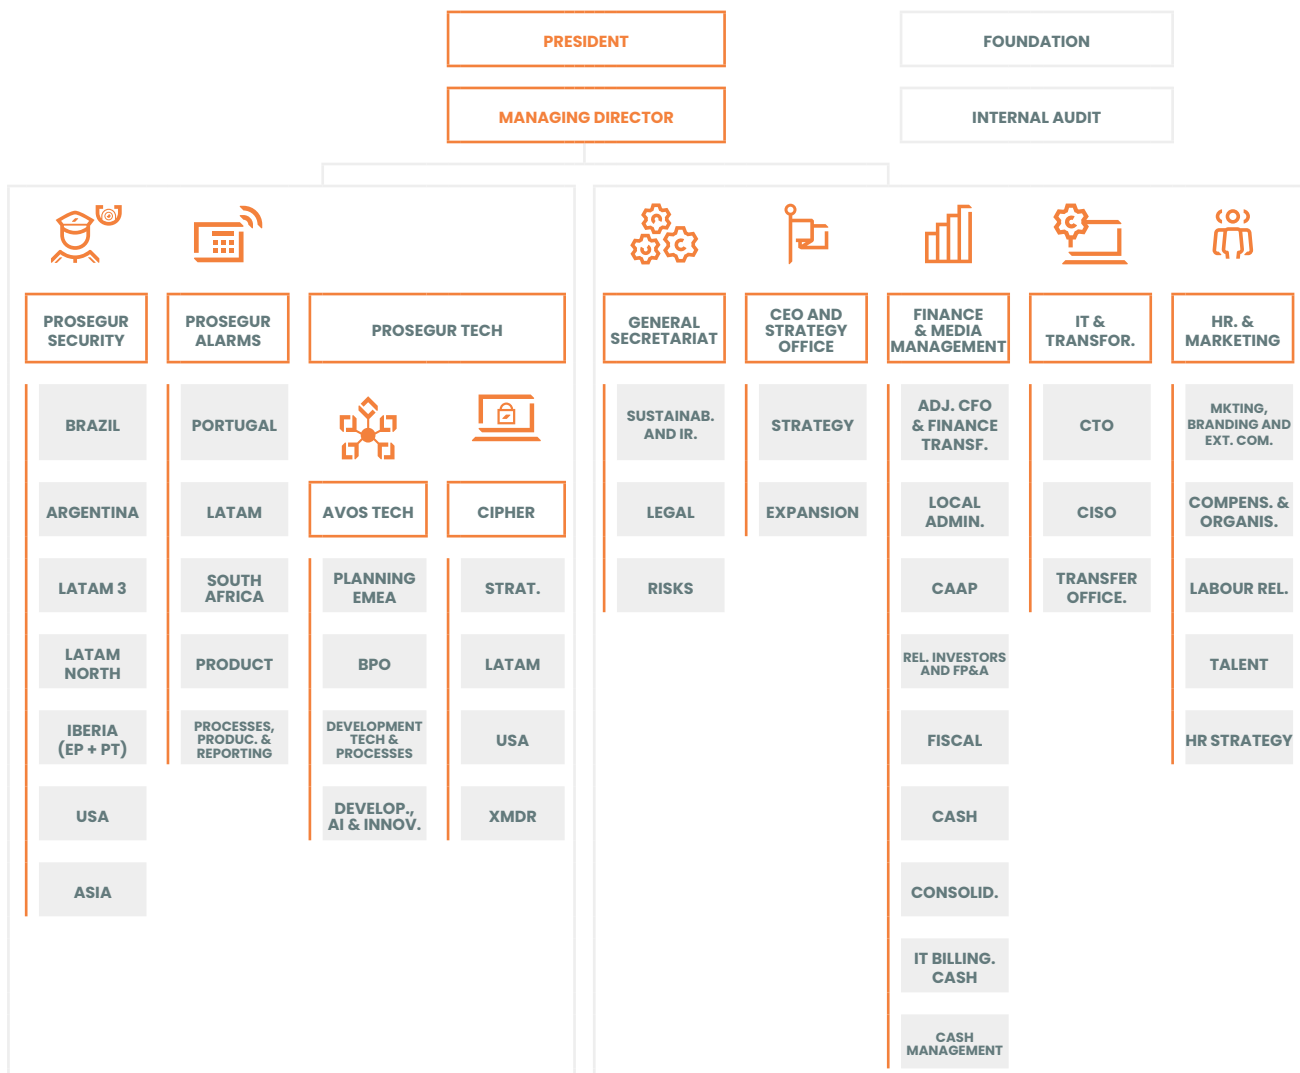 PRESIDENT
FOUNDATION
MANAGING DIRECTOR
INTERNAL AUDIT
PROSEGUR
SECURITY
BRAZIL
ARGENTINA
LATAM 3
LATAM
NORTH
IBERIA
(EP + PT)
USA
ASIA
PROSEGUR
ALARMS
PORTUGAL
LATAM
SOUTH
AFRICA
PRODUCT
PROCESSES,
PRODUC. &
REPORTING
PROSEGUR TECH
AVOS TECH
PLANNING
EMEA
BPO
DEVELOPMENT
TECH &
PROCESSES
DEVELOP.,
AI & INNOV.
CIPHER
STRAT.
LATAM
USA
XMDR
GENERAL
SECRETARIAT
SUSTAINAB.
AND IR.
LEGAL
RISKS
CEO AND
STRATEGY
OFFICE
STRATEGY
EXPANSION
FINANCE
& MEDIA
MANAGEMENT
ADJ. CFO
& FINANCE
TRANSF.
LOCAL
ADMIN.
CAAP
REL. INVESTORS
AND FP&A
FISCAL
CASH
CONSOLID.
IT BILLING.
CASH
CASH
MANAGEMENT
IT &
TRANSFOR.
CTO
CISO
TRANSFER
OFFICE.
HR. &
MARKETING
MKTING,
BRANDING AND
EXT. COM.
COMPENS. &
ORGANIS.
LABOUR REL.
TALENT
HR STRATEGY